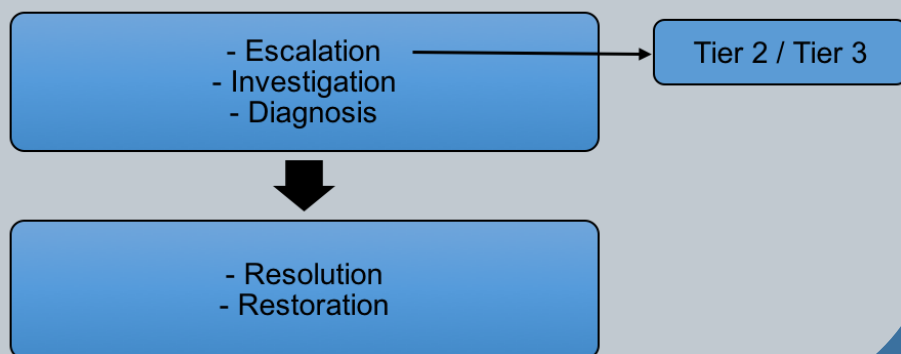 - Escalation
- Investigation
- Diagnosis
Tier 2 / Tier 3
- Resolution
- Restoration